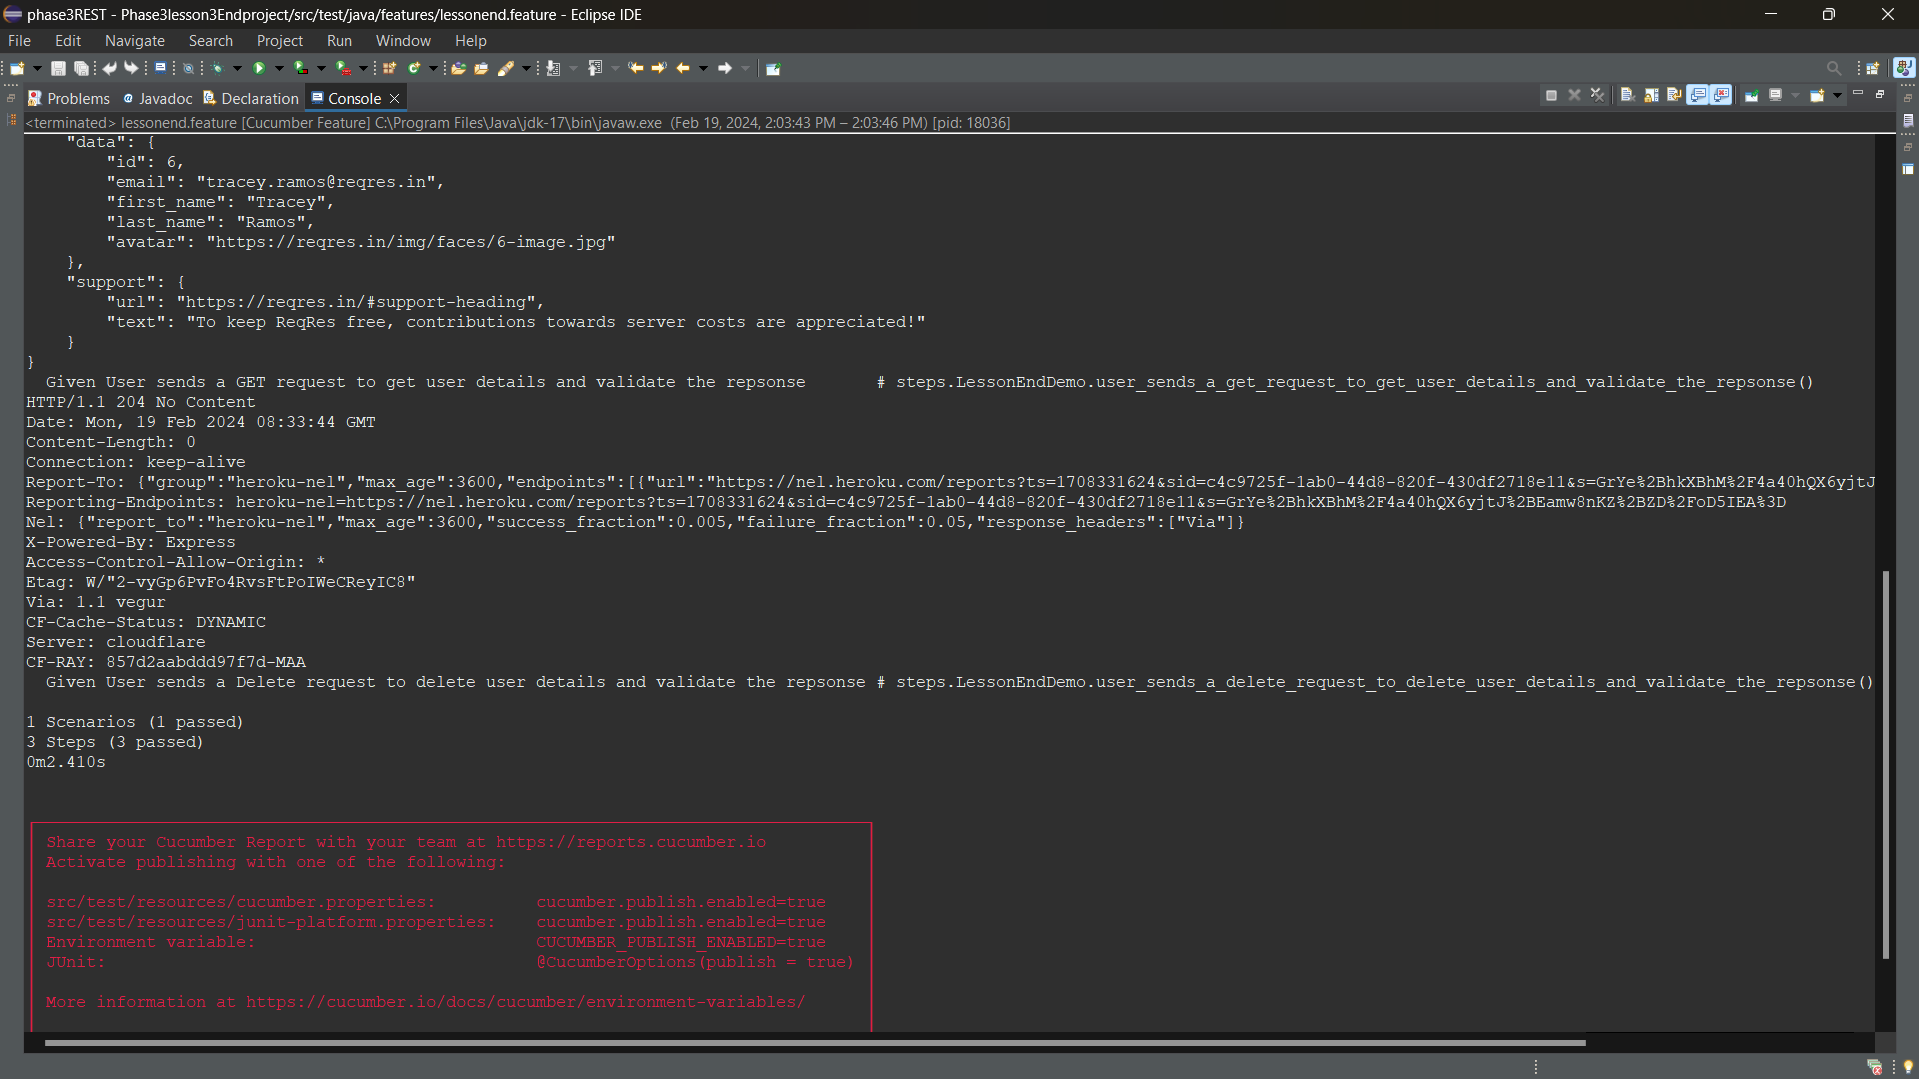 phase3REST - Phase3lesson3Endproject/src/test/java/features/lessonend.feature - Eclipse IDE
File Edit Navigate Search Project Run Window Help
Problems Javadoc Declaration Console
<terminated> lessonend.feature [Cucumber Feature] C:\Program Files\Java\jdk-17\bin\javaw.exe (Feb 19, 2024, 2:03:43 PM – 2:03:46 PM) [pid: 18036]
"data": {
"id": 6,
"email": "tracey.ramos@reqres.in",
"first_name": "Tracey",
"last_name": "Ramos",
"avatar": "https://reqres.in/img/faces/6-image.jpg"
},
"support": {
"url": "https://reqres.in/#support-heading",
"text": "To keep ReqRes free, contributions towards server costs are appreciated!"
}
}
Given User sends a GET request to get user details and validate the repsonse # steps.LessonEndDemo.user_sends_a_get_request_to_get_user_details_and_validate_the_repsonse()
HTTP/1.1 204 No Content
Date: Mon, 19 Feb 2024 08:33:44 GMT
Content-Length: 0
Connection: keep-alive
Report-To: {"group":"heroku-nel","max_age":3600,"endpoints":[{"url":"https://nel.heroku.com/reports?ts=1708331624&sid=c4c9725f-1ab0-44d8-820f-430df2718e11&s=GrYe%2BhkXBhM%2F4a40hQX6yjtJ
Reporting-Endpoints: heroku-nel=https://nel.heroku.com/reports?ts=1708331624&sid=c4c9725f-1ab0-44d8-820f-430df2718e11&s=GrYe%2BhkXBhM%2F4a40hQX6yjtJ%2BEamw8nKZ%2BZD%2FoD5IEA%3D
Nel: {"report_to":"heroku-nel","max_age":3600,"success_fraction":0.005,"failure_fraction":0.05,"response_headers":["Via"]}
X-Powered-By: Express
Access-Control-Allow-Origin: *
Etag: W/"2-vyGp6PvFo4RvsFtPoIWeCReyIC8"
Via: 1.1 vegur
CF-Cache-Status: DYNAMIC
Server: cloudflare
CF-RAY: 857d2aabddd97f7d-MAA
Given User sends a Delete request to delete user details and validate the repsonse # steps.LessonEndDemo.user_sends_a_delete_request_to_delete_user_details_and_validate_the_repsonse()
1 Scenarios (1 passed)
3 Steps (3 passed)
0m2.410s
Share your Cucumber Report with your team at https://reports.cucumber.io
Activate publishing with one of the following:
src/test/resources/cucumber.properties: cucumber.publish.enabled=true
src/test/resources/junit-platform.properties: cucumber.publish.enabled=true
Environment variable: CUCUMBER_PUBLISH_ENABLED=true
JUnit: @CucumberOptions(publish = true)
More information at https://cucumber.io/docs/cucumber/environment-variables/